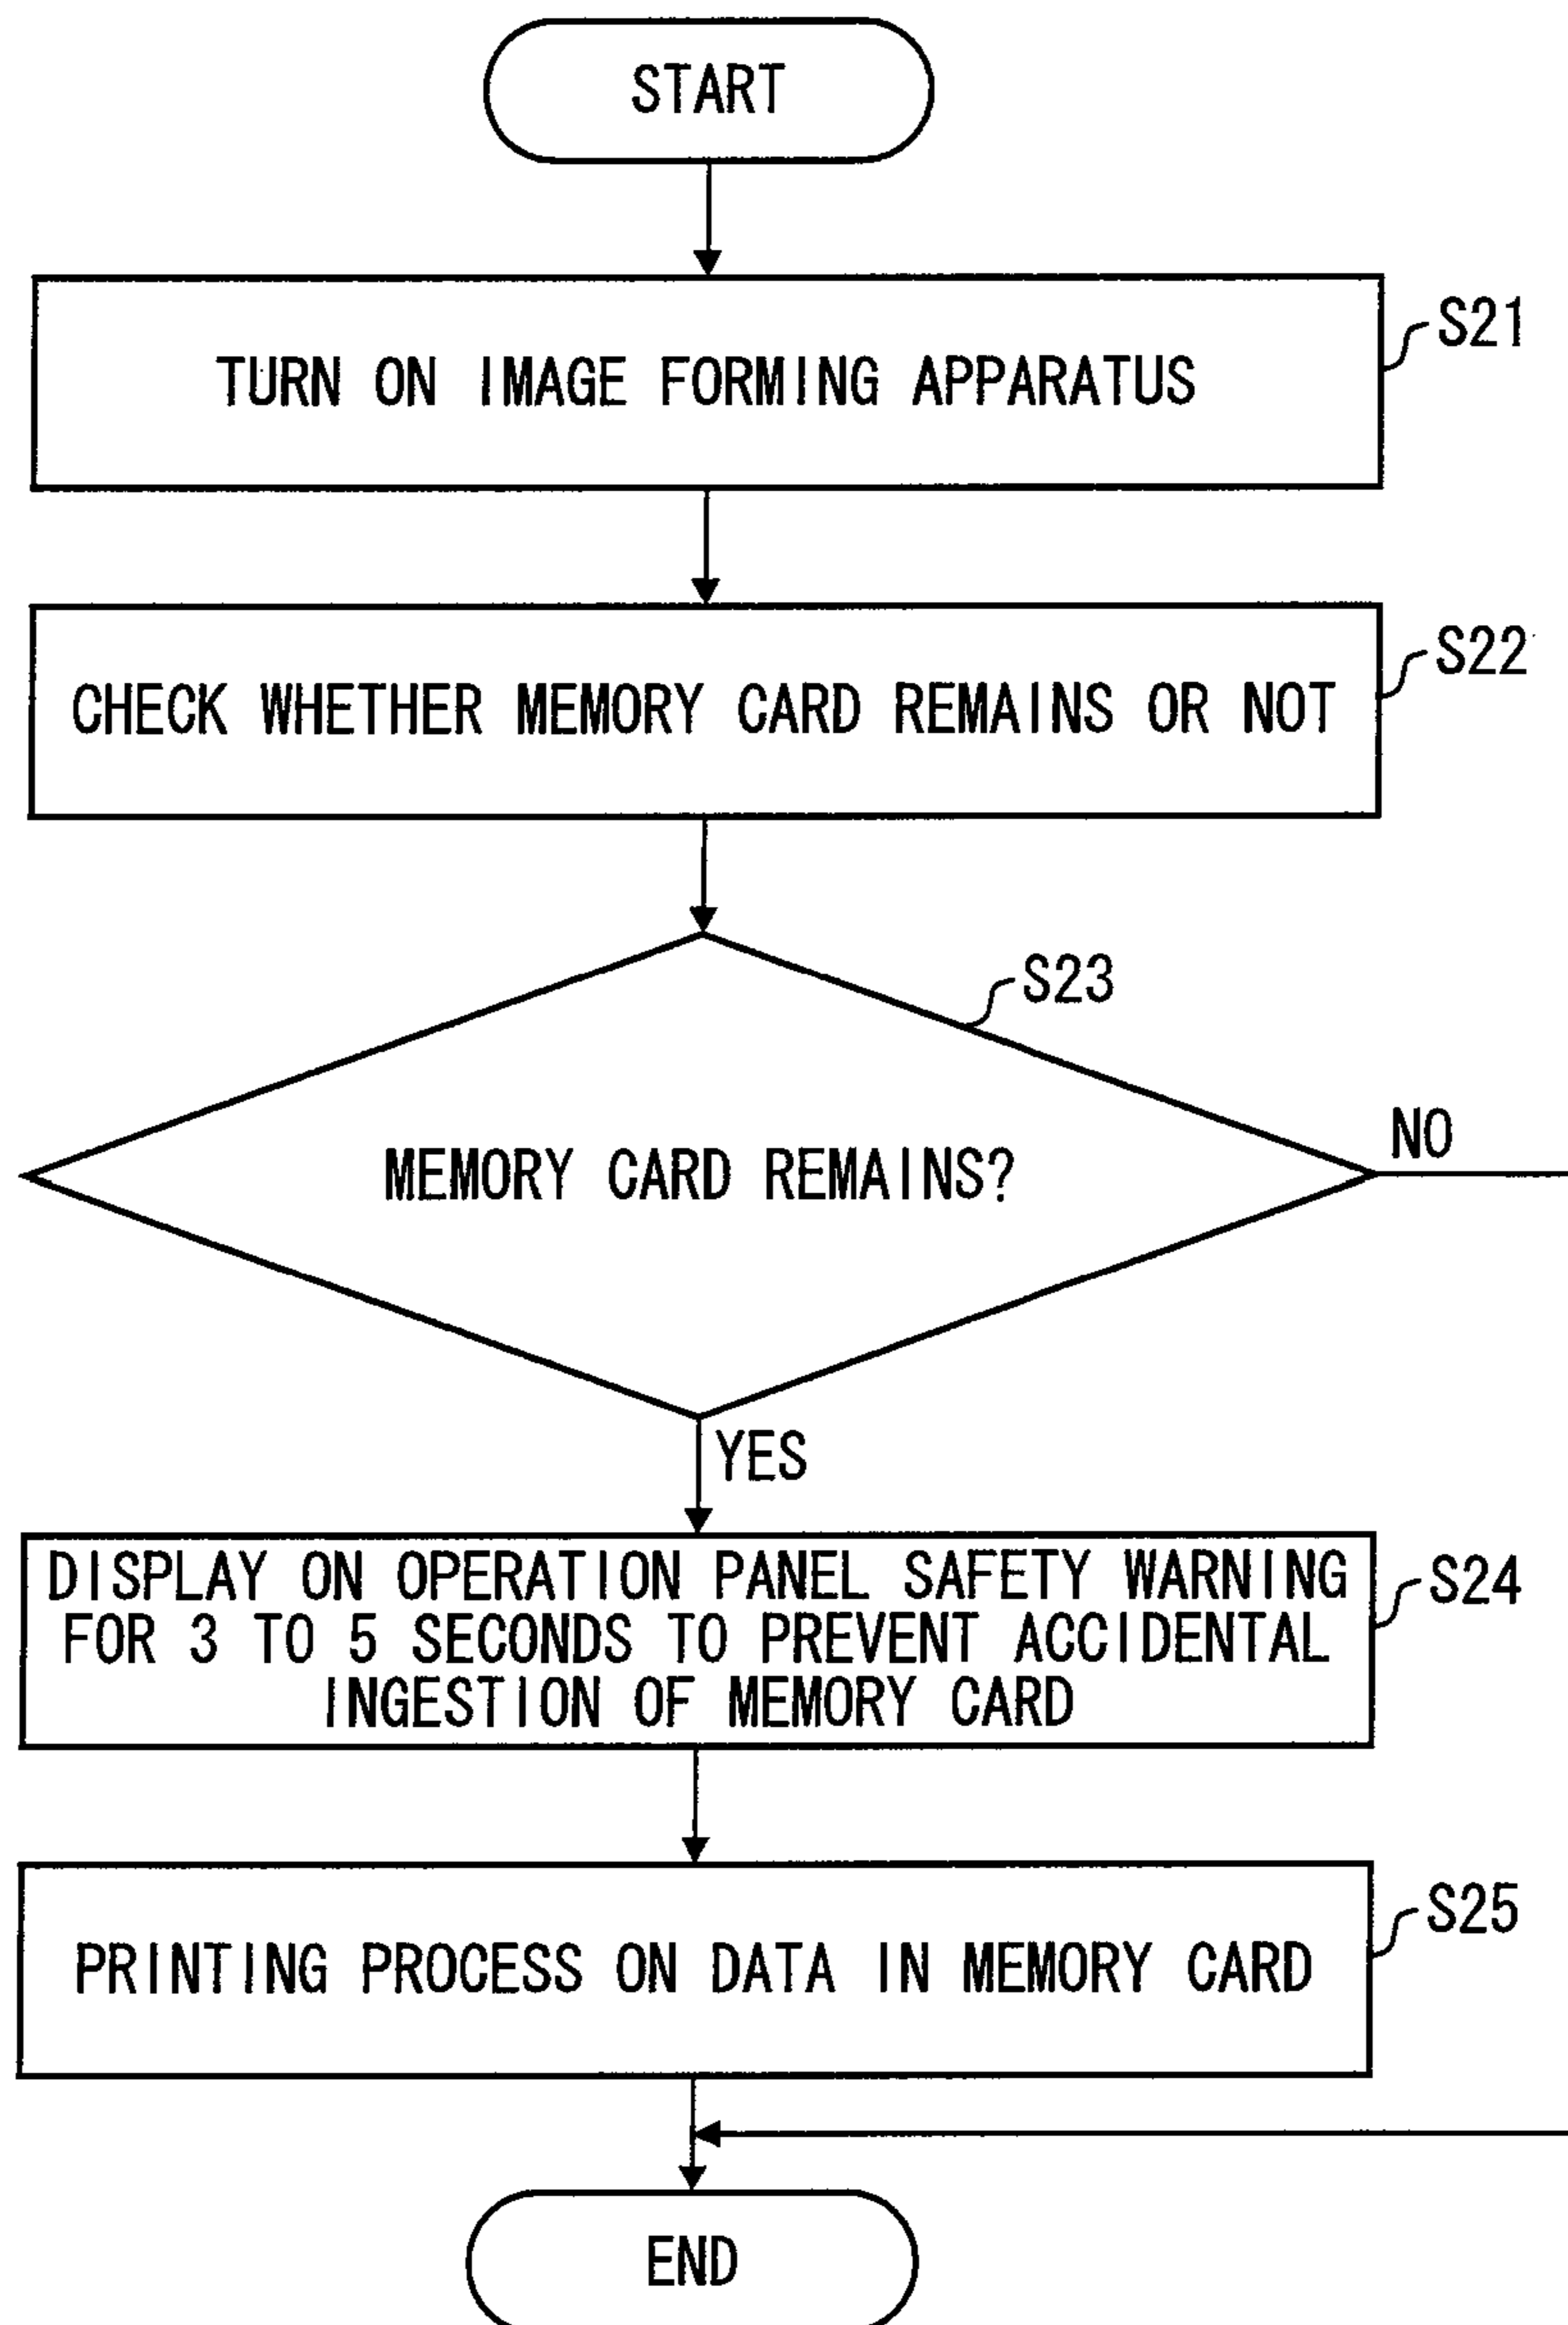 START
TURN ON IMAGE FORMING APPARATUS
S21
CHECK WHETHER MEMORY CARD REMAINS OR NOT
S22
S23
MEMORY CARD REMAINS?
NO
YES
DISPLAY ON OPERATION PANEL SAFETY WARNING
FOR 3 TO 5 SECONDS TO PREVENT ACCIDENTAL
INGESTION OF MEMORY CARD
S24
PRINTING PROCESS ON DATA IN MEMORY CARD
S25
END